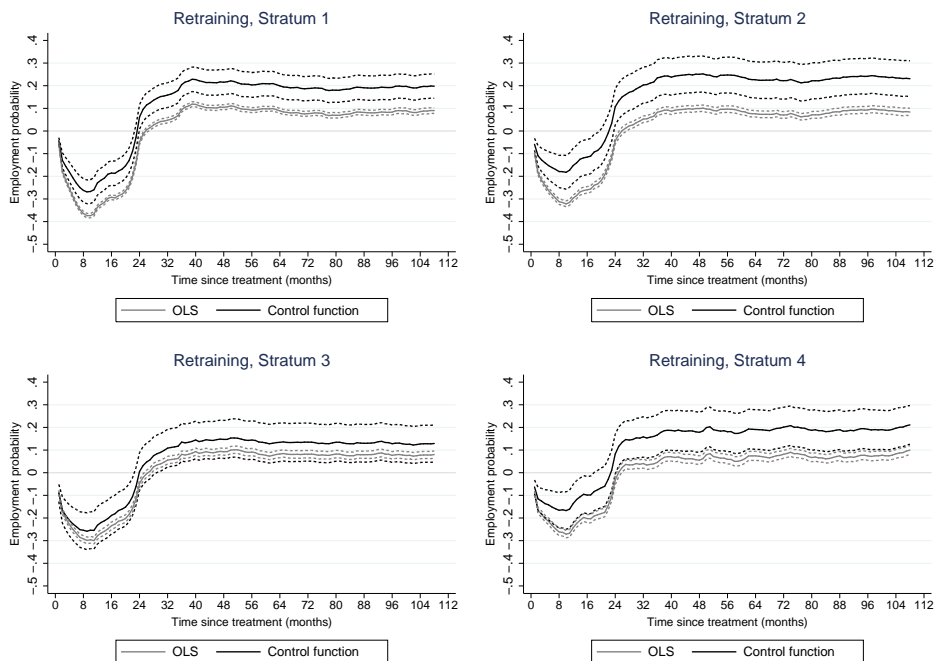 Retraining, Stratum 1
Employment probability
-.5 -.4 -.3 -.2 -.1 0 .1 .2 .3 .4
0 8 16 24 32 40 48 56 64 72 80 88 96 104 112
Time since treatment (months)
OLS Control function
Retraining, Stratum 2
Employment probability
-.5 -.4 -.3 -.2 -.1 0 .1 .2 .3 .4
0 8 16 24 32 40 48 56 64 72 80 88 96 104 112
Time since treatment (months)
OLS Control function
Retraining, Stratum 3
Employment probability
-.5 -.4 -.3 -.2 -.1 0 .1 .2 .3 .4
0 8 16 24 32 40 48 56 64 72 80 88 96 104 112
Time since treatment (months)
OLS Control function
Retraining, Stratum 4
Employment probability
-.5 -.4 -.3 -.2 -.1 0 .1 .2 .3 .4
0 8 16 24 32 40 48 56 64 72 80 88 96 104 112
Time since treatment (months)
OLS Control function